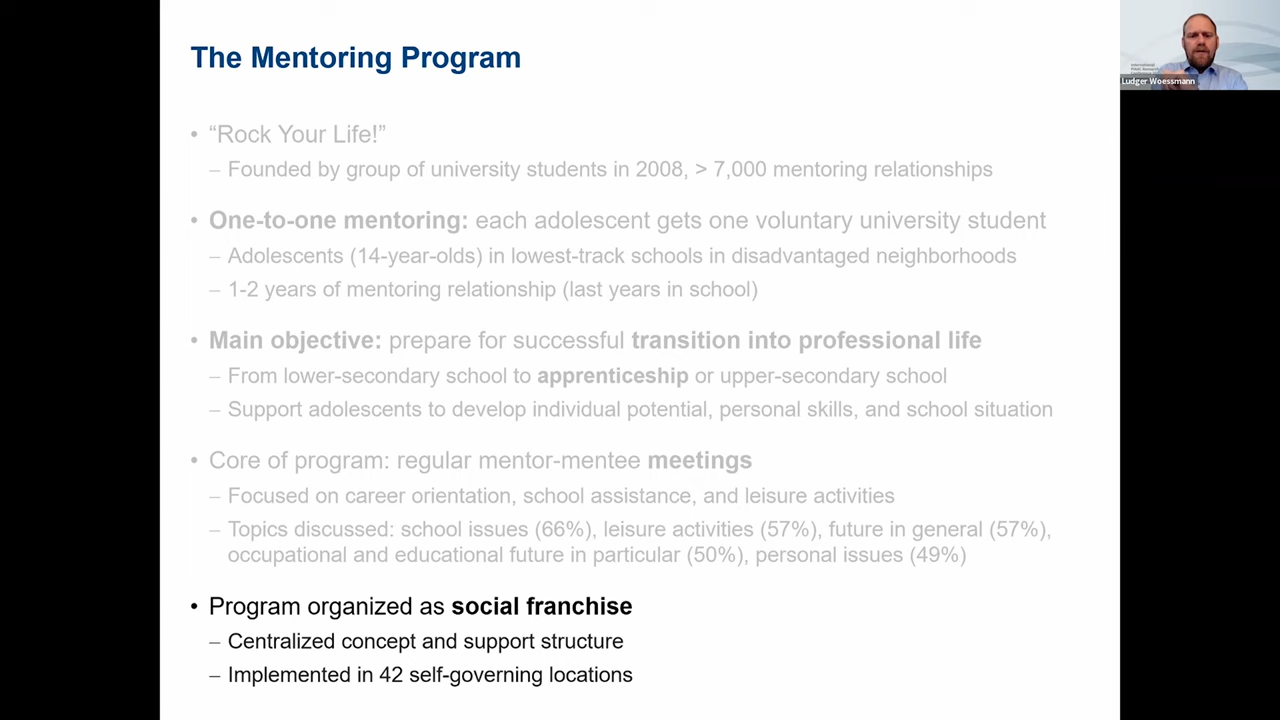 The Mentoring Program
• “Rock Your Life!”
– Founded by group of university students in 2008, > 7,000 mentoring relationships
• One-to-one mentoring: each adolescent gets one voluntary university student
– Adolescents (14-year-olds) in lowest-track schools in disadvantaged neighborhoods
– 1-2 years of mentoring relationship (last years in school)
• Main objective: prepare for successful transition into professional life
– From lower-secondary school to apprenticeship or upper-secondary school
– Support adolescents to develop individual potential, personal skills, and school situation
• Core of program: regular mentor-mentee meetings
– Focused on career orientation, school assistance, and leisure activities
– Topics discussed: school issues (66%), leisure activities (57%), future in general (57%),
occupational and educational future in particular (50%), personal issues (49%)
• Program organized as social franchise
– Centralized concept and support structure
– Implemented in 42 self-governing locations
Ludger Woessmann